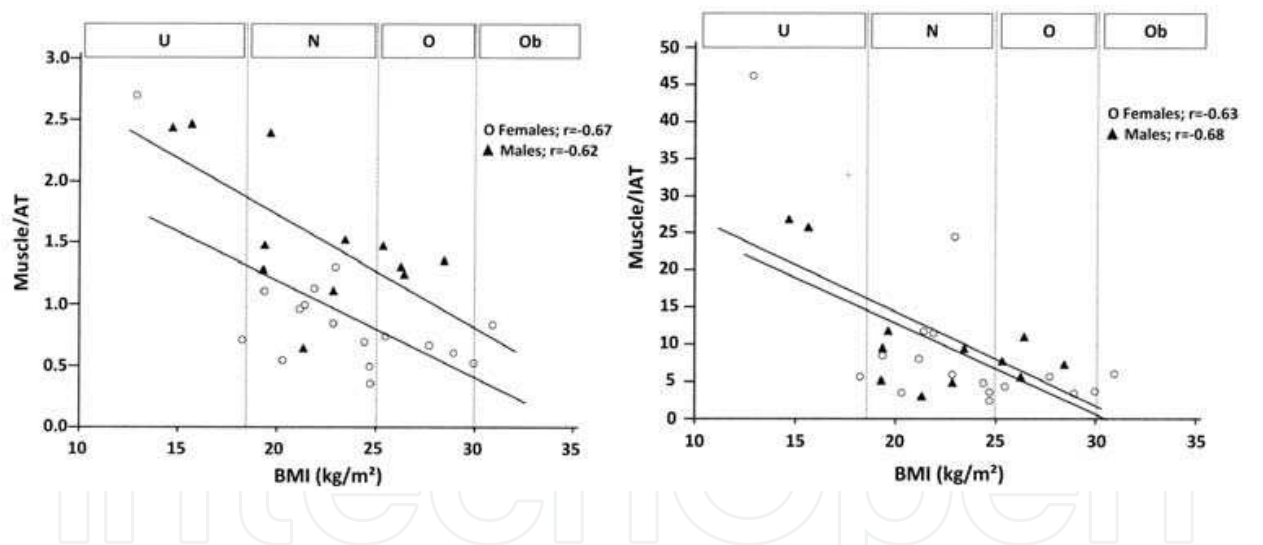 U N O Ob
3.0
2.5
2.0
1.5
1.0
0.5
0.0
Muscle/AT
O Females; r=-0.67
▲ Males; r=-0.62
10 15 20 25 30 35
BMI (kg/m²)
U N O Ob
50
45
40
35
30
25
20
15
10
5
0
Muscle/IAT
O Females; r=-0.63
▲ Males; r=-0.68
10 15 20 25 30 35
BMI (kg/m²)
intechopen